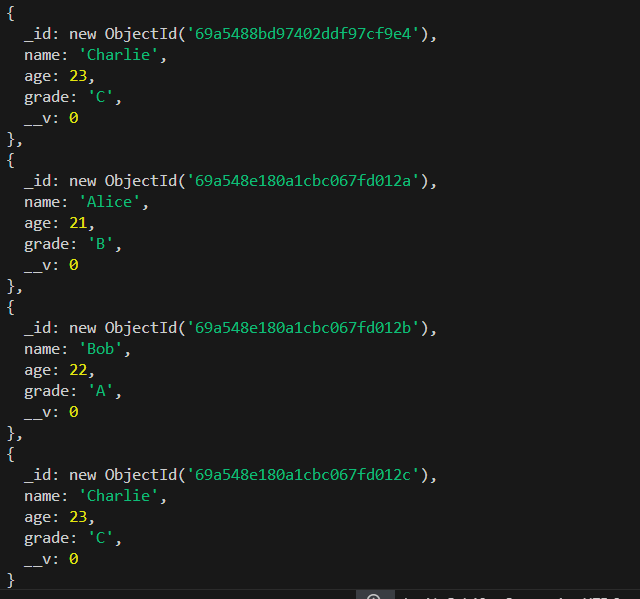 {
  _id: new ObjectId('69a5488bd97402ddf97cf9e4'),
  name: 'Charlie',
  age: 23,
  grade: 'C',
  __v: 0
},
{
  _id: new ObjectId('69a548e180a1cbc067fd012a'),
  name: 'Alice',
  age: 21,
  grade: 'B',
  __v: 0
},
{
  _id: new ObjectId('69a548e180a1cbc067fd012b'),
  name: 'Bob',
  age: 22,
  grade: 'A',
  __v: 0
},
{
  _id: new ObjectId('69a548e180a1cbc067fd012c'),
  name: 'Charlie',
  age: 23,
  grade: 'C',
  __v: 0
}